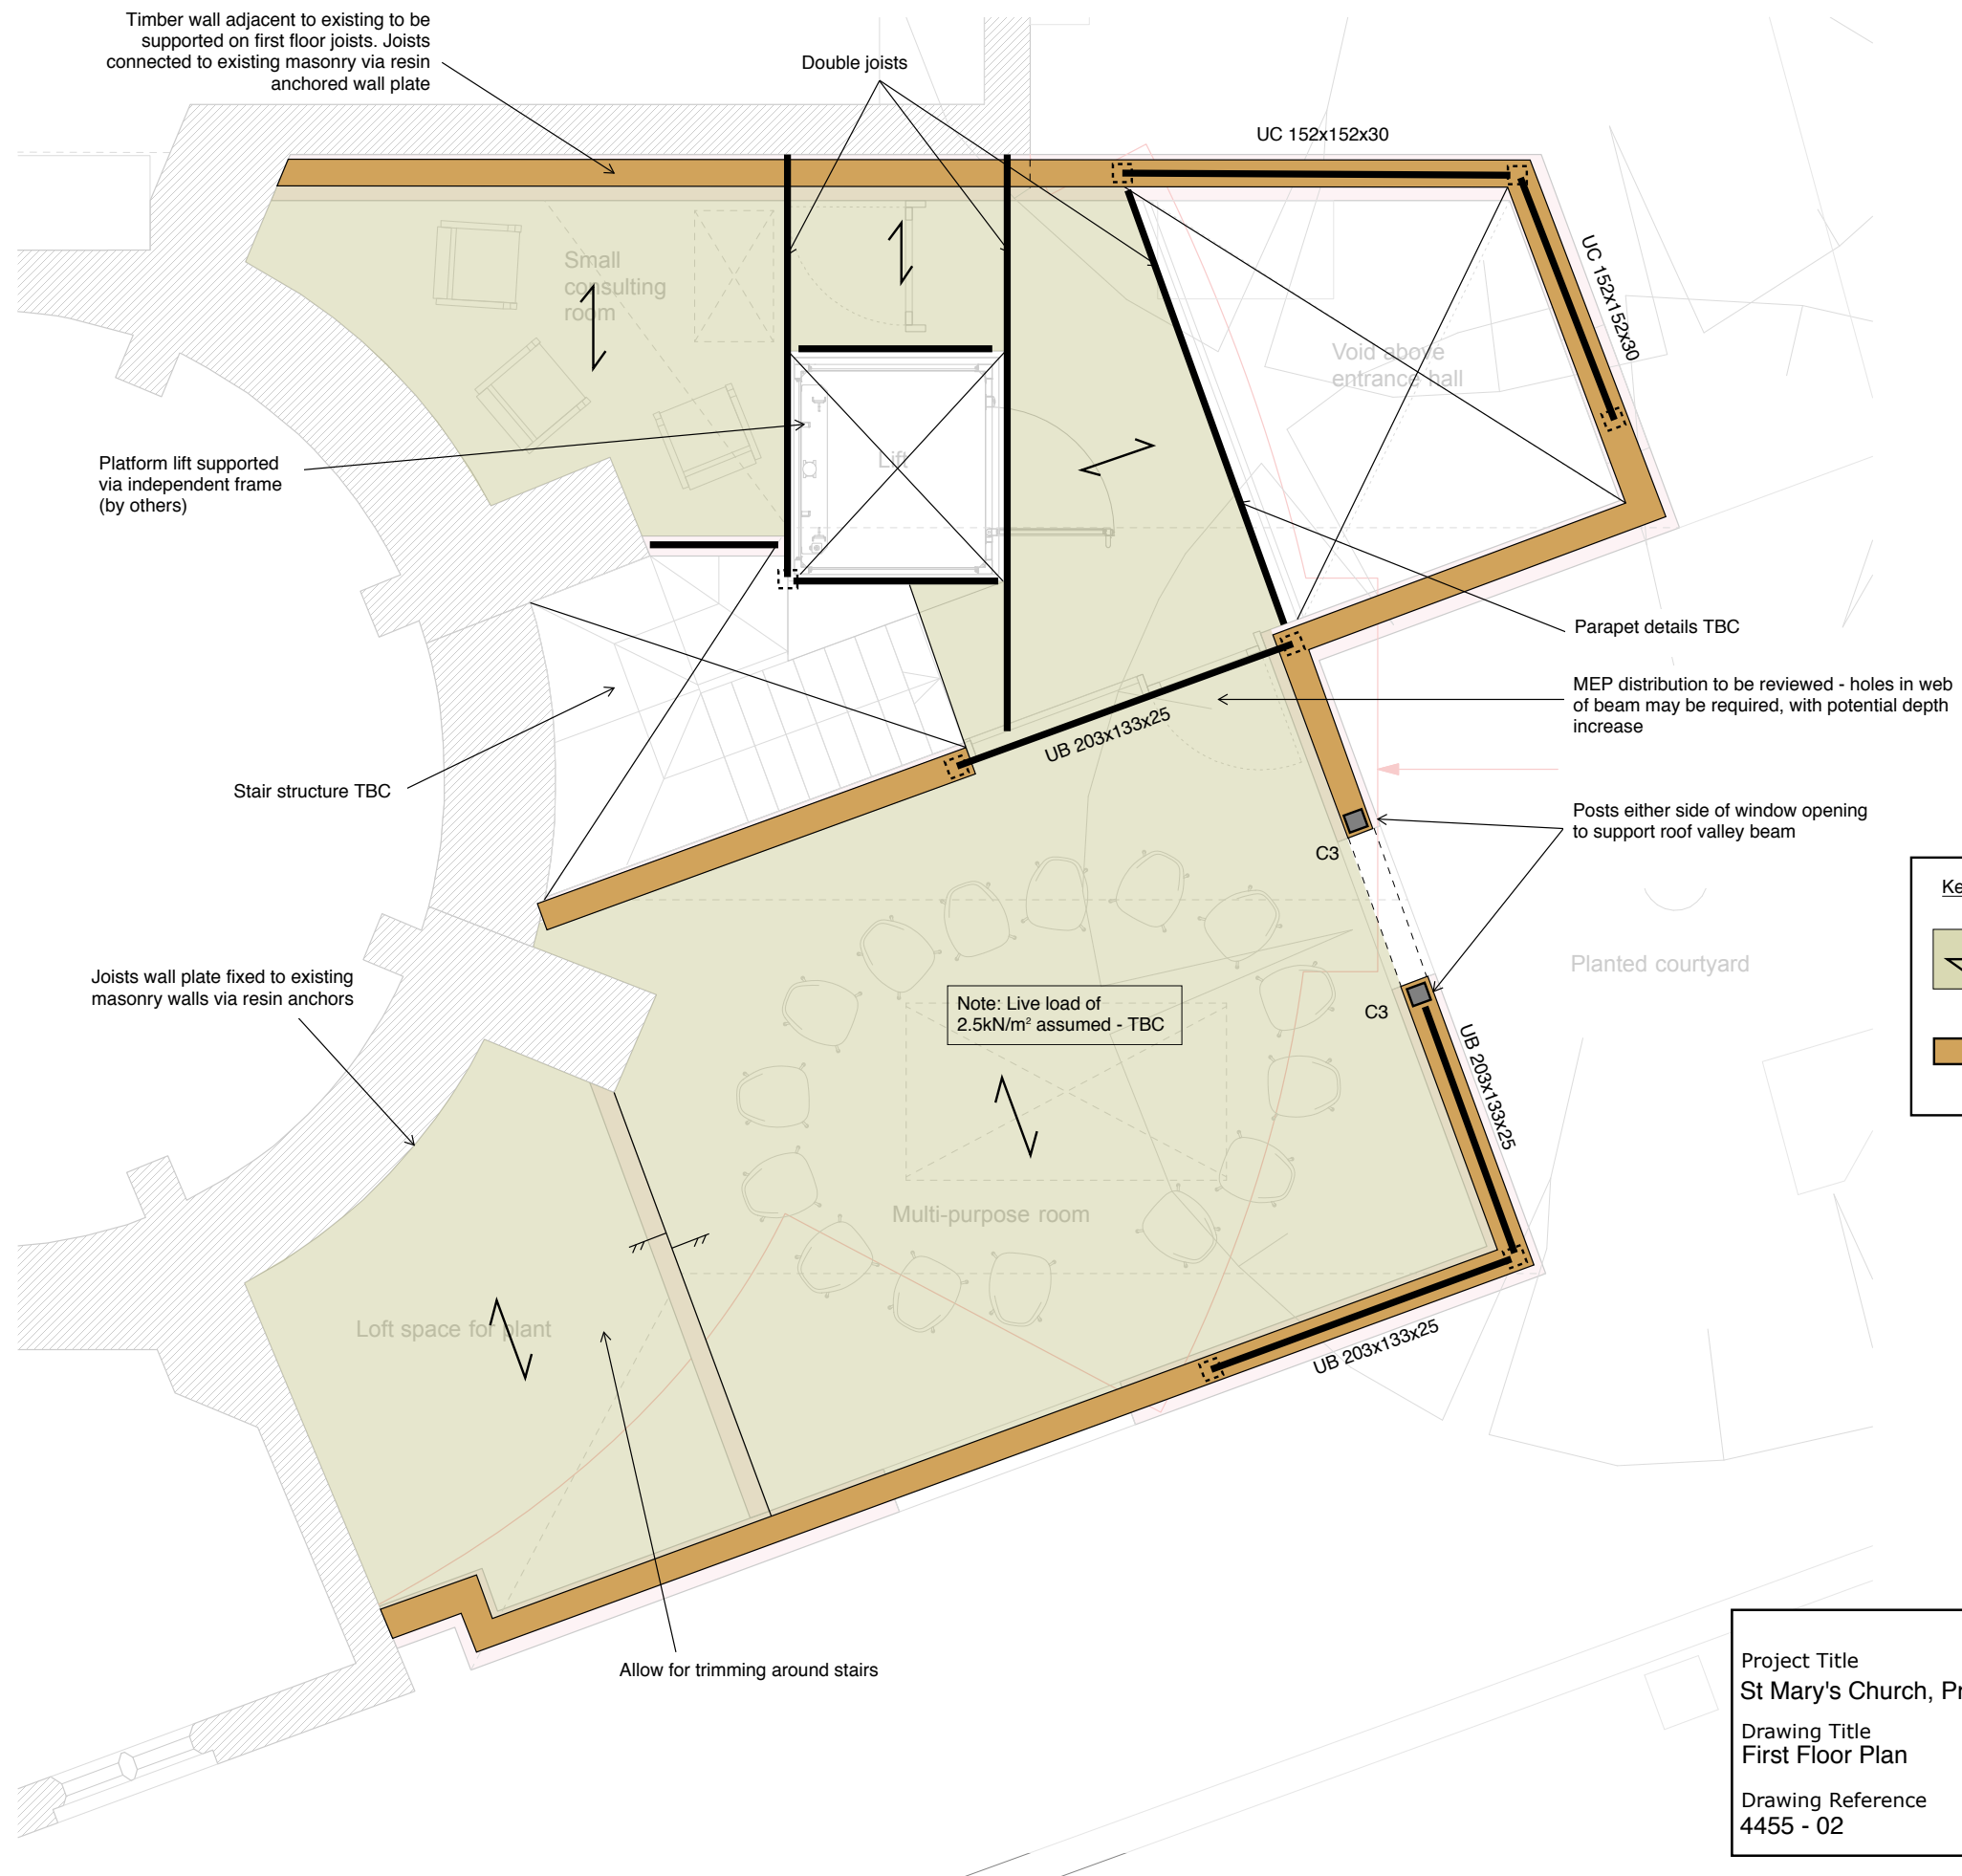 Timber wall adjacent to existing to be
supported on first floor joists. Joists
connected to existing masonry via resin
anchored wall plate
Double joists
UC 152x152x30
UC 152x152x30
Small
consulting
room
Void above
entrance hall
Platform lift supported
via independent frame
(by others)
Lift
Parapet details TBC
MEP distribution to be reviewed - holes in web
of beam may be required, with potential depth
increase
UB 203x133x25
Stair structure TBC
Posts either side of window opening
to support roof valley beam
C3
Ke
Planted courtyard
Joists wall plate fixed to existing
masonry walls via resin anchors
Note: Live load of
2.5kN/m² assumed - TBC
C3
UB 203x133x25
Multi-purpose room
Loft space for plant
UB 203x133x25
Allow for trimming around stairs
Project Title
St Mary's Church, Pr
Drawing Title
First Floor Plan
Drawing Reference
4455 - 02